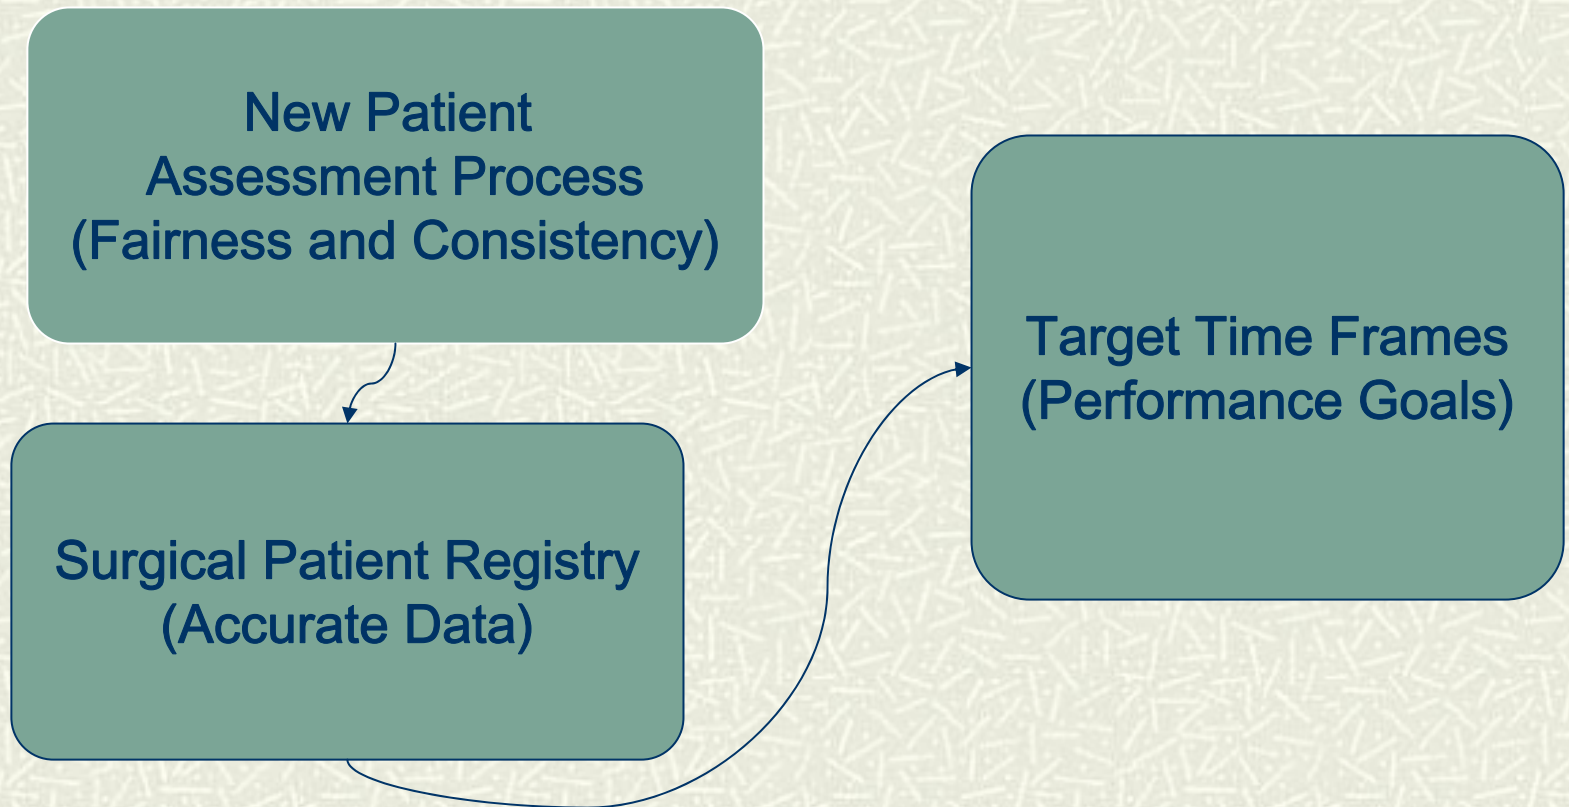 New Patient
Assessment Process
(Fairness and Consistency)
Surgical Patient Registry
(Accurate Data)
Target Time Frames
(Performance Goals)